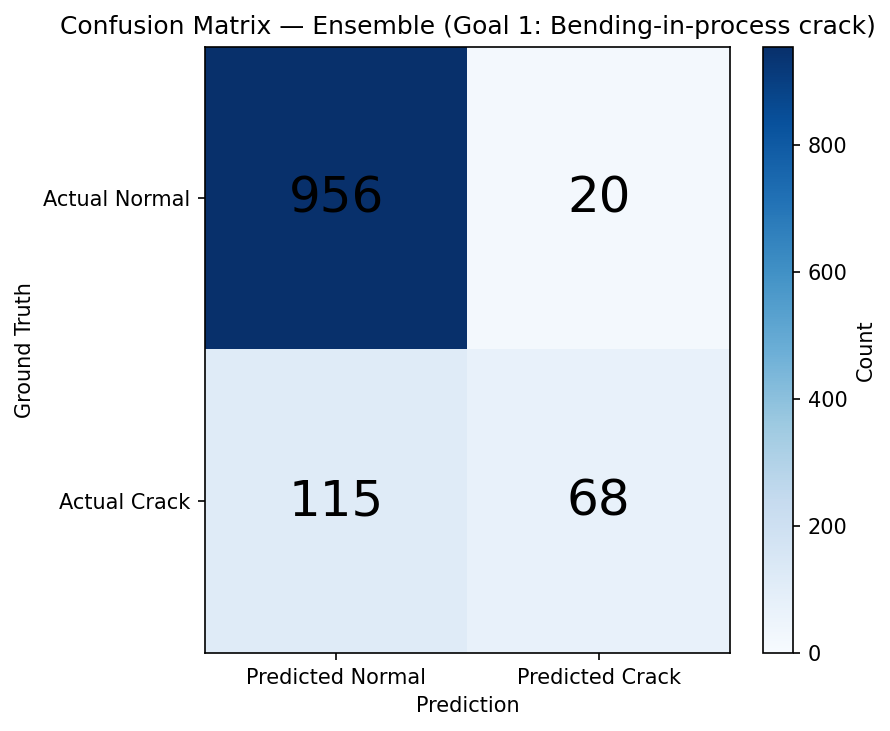 Confusion Matrix — Ensemble (Goal 1: Bending-in-process crack)
Ground Truth
Actual Normal
956
20
Actual Crack
115
68
Predicted Normal
Predicted Crack
Prediction
800
600
400
200
0
Count